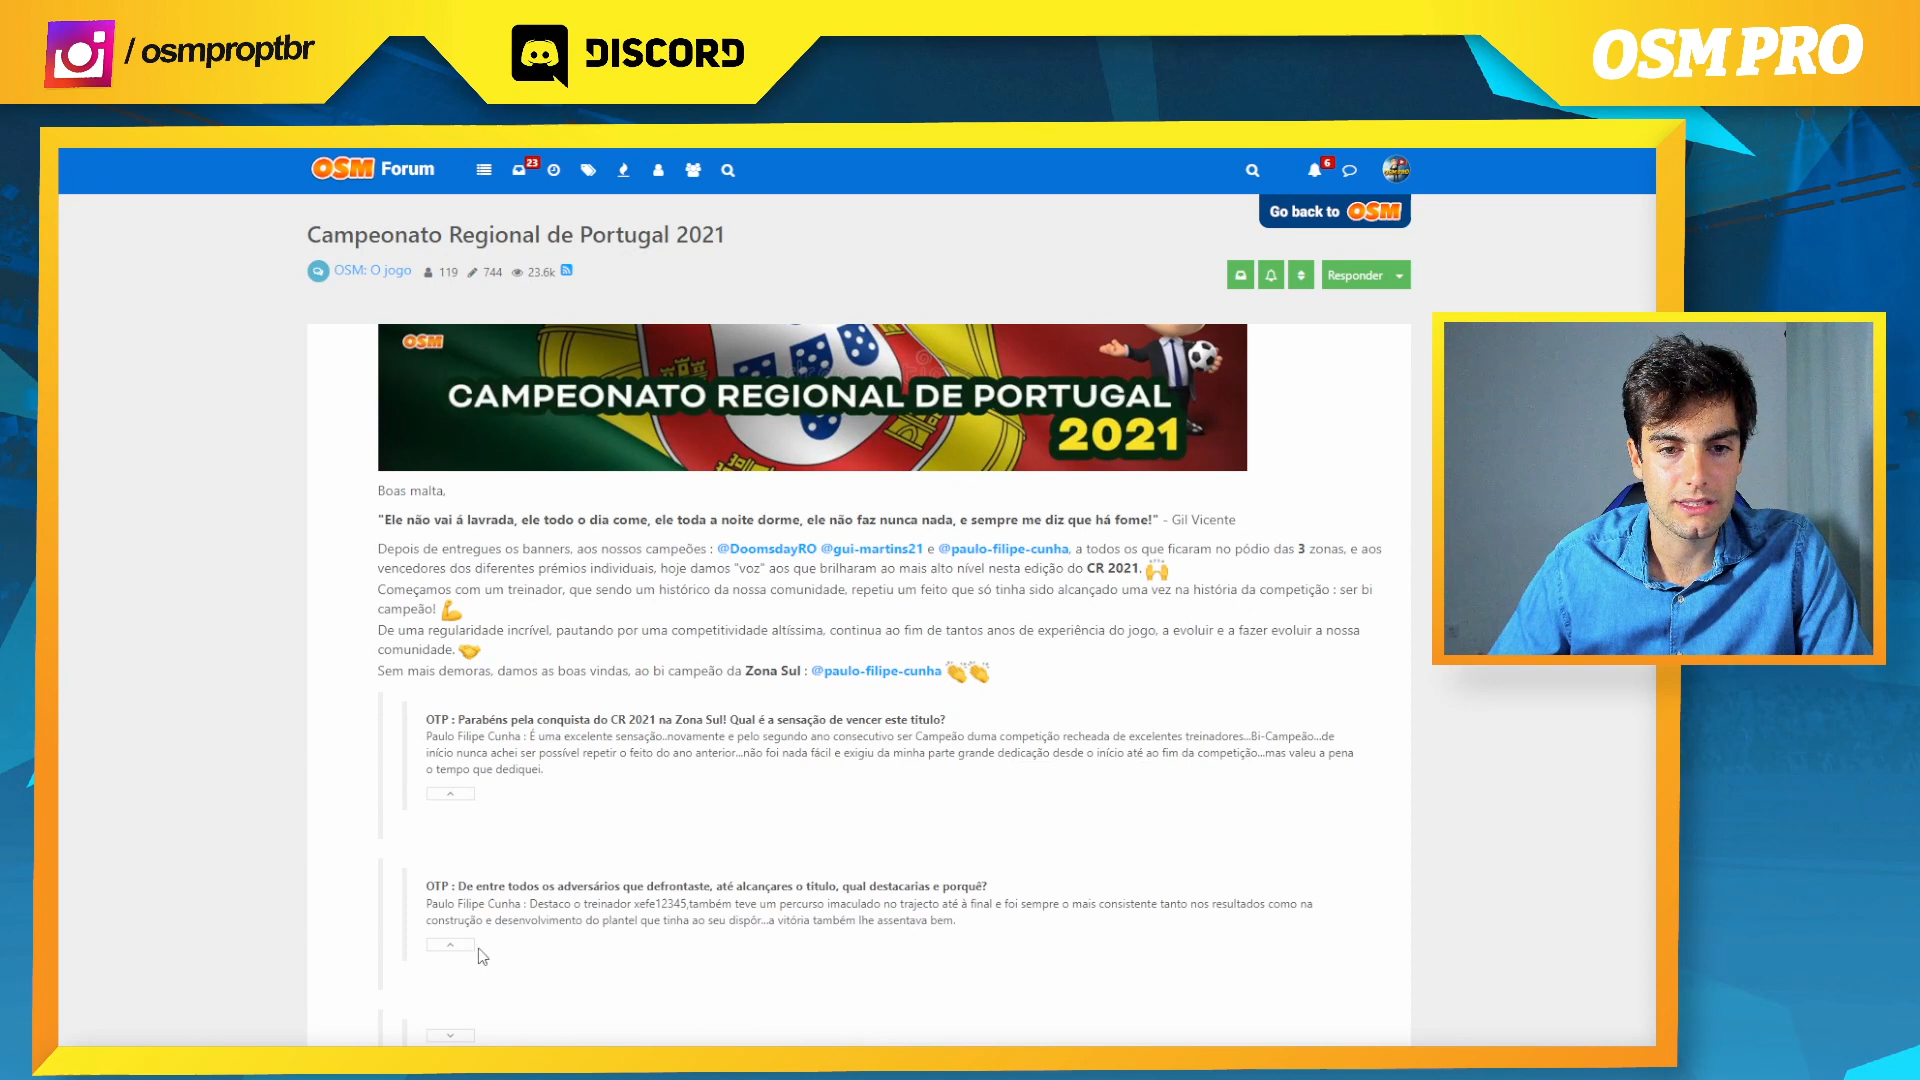 / osmproptbr
DISCORD
OSM PRO
OSM Forum
23
6
Go back to OSM
Campeonato Regional de Portugal 2021
OSM: O jogo 119 744 23.6k
Responder
OSM
CAMPEONATO REGIONAL DE PORTUGAL
2021
Boas malta,
"Ele não vai á lavrada, ele todo o dia come, ele toda a noite dorme, ele não faz nunca nada, e sempre me diz que há fome!" - Gil Vicente
Depois de entregues os banners, aos nossos campeões : @DoomsdayRO @gui-martins21 e @paulo-filipe-cunha, a todos os que ficaram no pódio das 3 zonas, e aos
vencedores dos diferentes prémios individuais, hoje damos "voz" aos que brilharam ao mais alto nível nesta edição do CR 2021. 🙌
Começamos com um treinador, que sendo um histórico da nossa comunidade, repetiu um feito que só tinha sido alcançado uma vez na história da competição : ser bi
campeão! 💪
De uma regularidade incrível, pautando por uma competitividade altíssima, continua ao fim de tantos anos de experiência do jogo, a evoluir e a fazer evoluir a nossa
comunidade. 🤝
Sem mais demoras, damos as boas vindas, ao bi campeão da Zona Sul : @paulo-filipe-cunha 👏👏
OTP : Parabéns pela conquista do CR 2021 na Zona Sul! Qual é a sensação de vencer este titulo?
Paulo Filipe Cunha : É uma excelente sensação..novamente e pelo segundo ano consecutivo ser Campeão duma competição recheada de excelentes treinadores...Bi-Campeão...de
início nunca achei ser possível repetir o feito do ano anterior...não foi nada fácil e exigiu da minha parte grande dedicação desde o início até ao fim da competição...mas valeu a pena
o tempo que dediquei.
OTP : De entre todos os adversários que defrontaste, até alcançares o titulo, qual destacarias e porquê?
Paulo Filipe Cunha : Destaco o treinador xefe12345,também teve um percurso imaculado no trajecto até à final e foi sempre o mais consistente tanto nos resultados como na
construção e desenvolvimento do plantel que tinha ao seu dispôr...a vitória também lhe assentava bem.